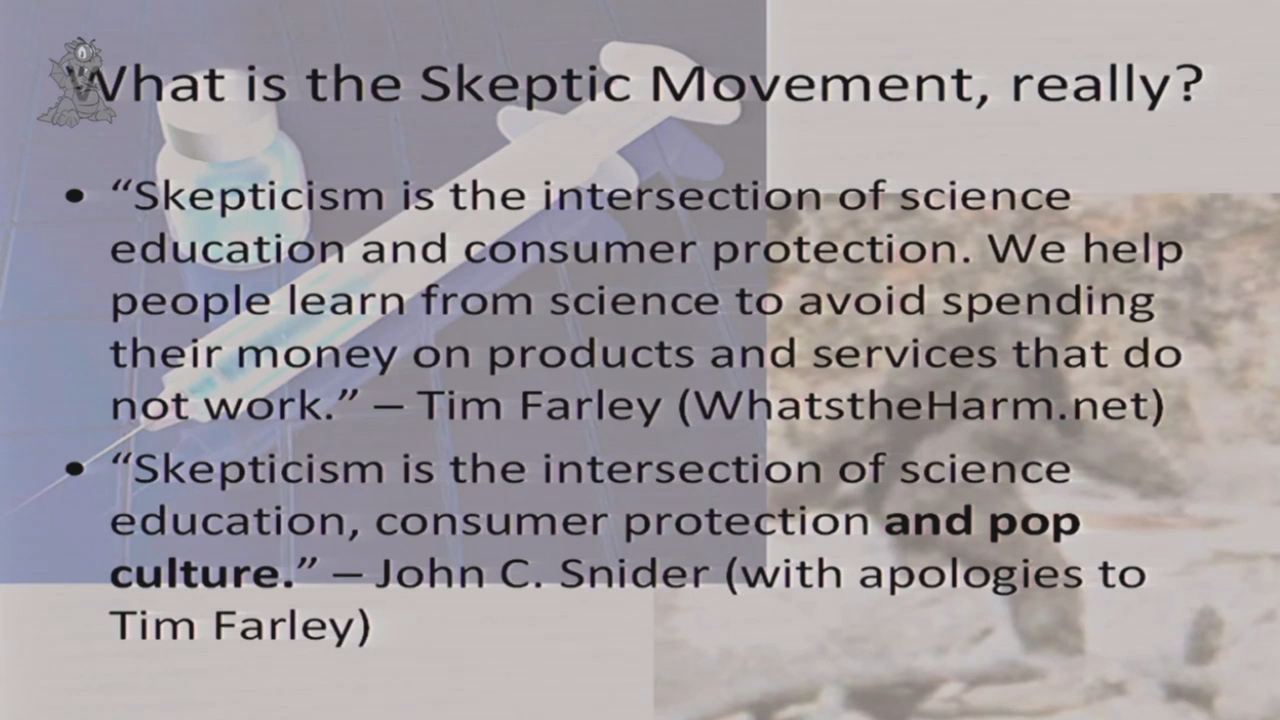 What is the Skeptic Movement, really?
• “Skepticism is the intersection of science
education and consumer protection. We help
people learn from science to avoid spending
their money on products and services that do
not work.” – Tim Farley (WhatstheHarm.net)
• “Skepticism is the intersection of science
education, consumer protection and pop
culture.” – John C. Snider (with apologies to
Tim Farley)